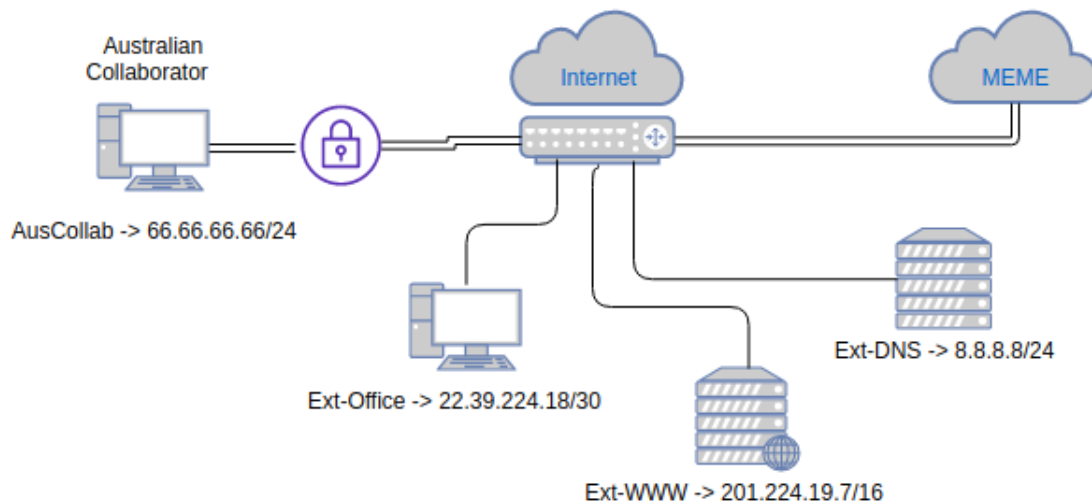 Australian
Collaborator
Internet
MEME
AusCollab -> 66.66.66.66/24
Ext-DNS -> 8.8.8.8/24
Ext-Office -> 22.39.224.18/30
Ext-WWW -> 201.224.19.7/16